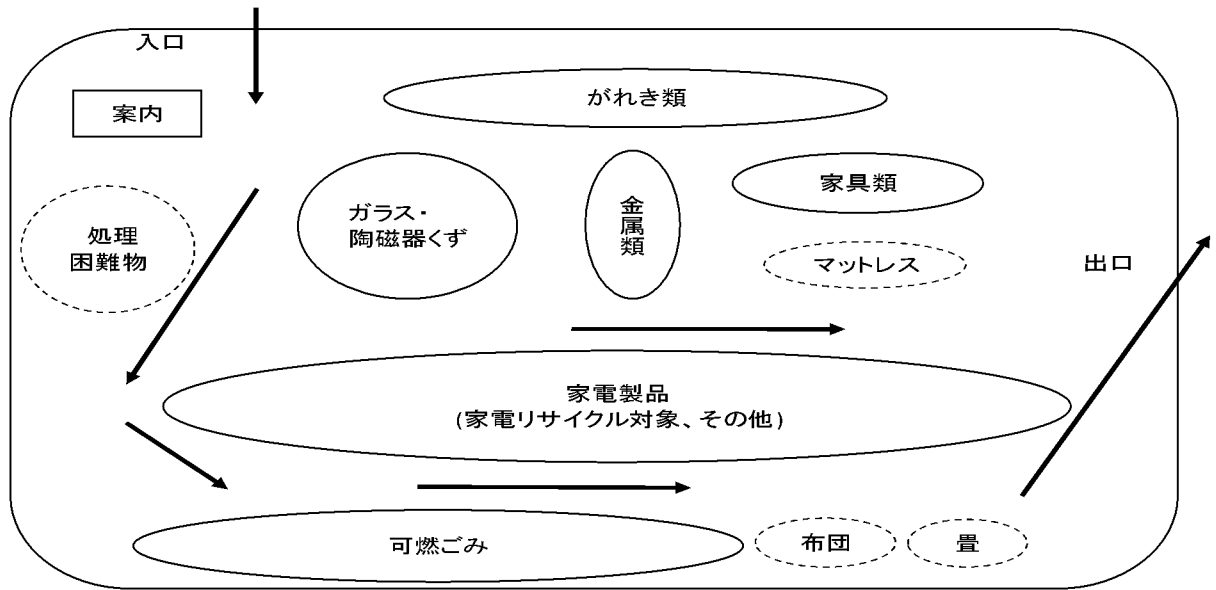 入口
案内
がれき類
処理
困難物
ガラス・
陶磁器くず
金属類
家具類
マットレス
出口
家電製品
(家電リサイクル対象、その他)
可燃ごみ
布団
畳